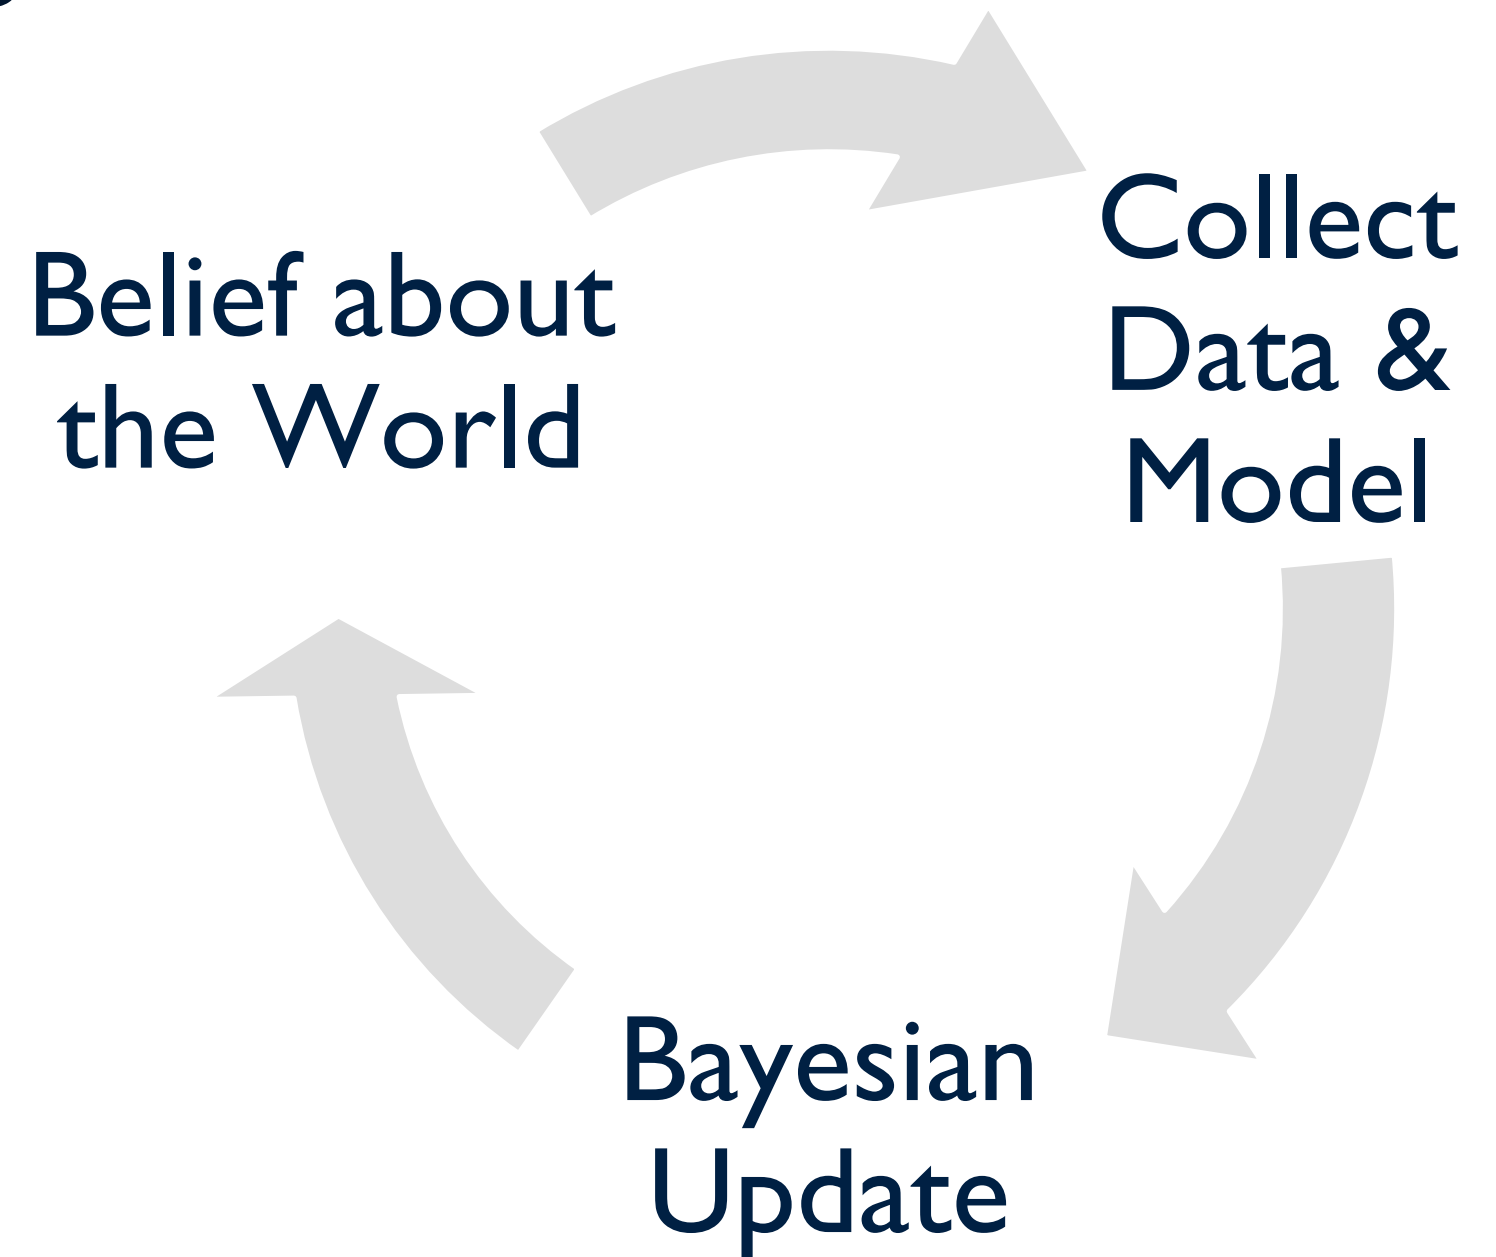 Belief about
the World
Collect
Data &
Model
Bayesian
Update